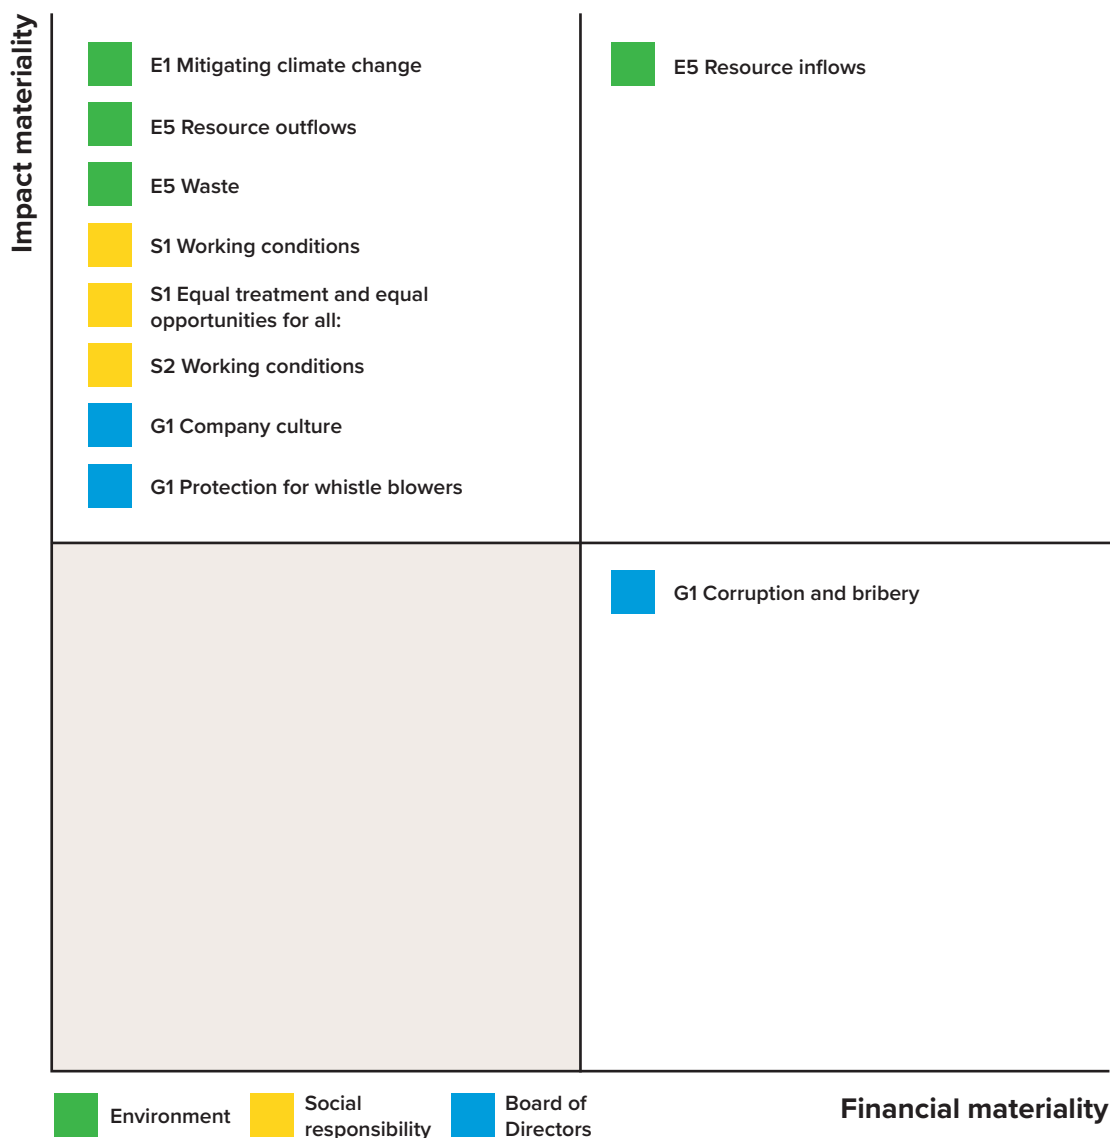 Impact materiality
E1 Mitigating climate change
E5 Resource outflows
E5 Waste
S1 Working conditions
S1 Equal treatment and equal
opportunities for all:
S2 Working conditions
G1 Company culture
G1 Protection for whistle blowers
E5 Resource inflows
G1 Corruption and bribery
Environment
Social
responsibility
Board of
Directors
Financial materiality